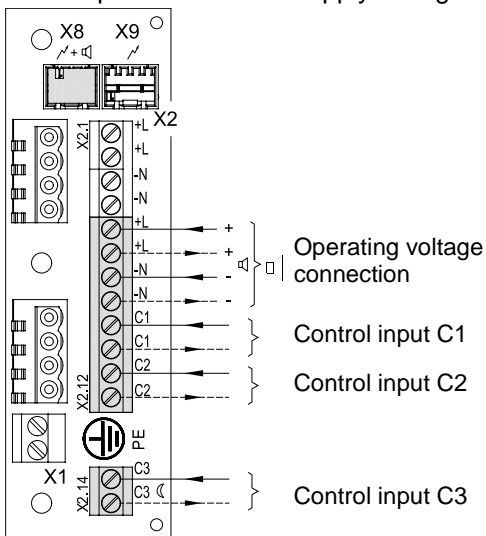 X8 X9
+
X2
X2.1
+L
+L
-N
-N
+L +
+L +
-N -
-N -
Operating voltage
connection
C1
C1
Control input C1
C2
C2
Control input C2
X2.12
PE
X1
C3
C3
X2.14
Control input C3